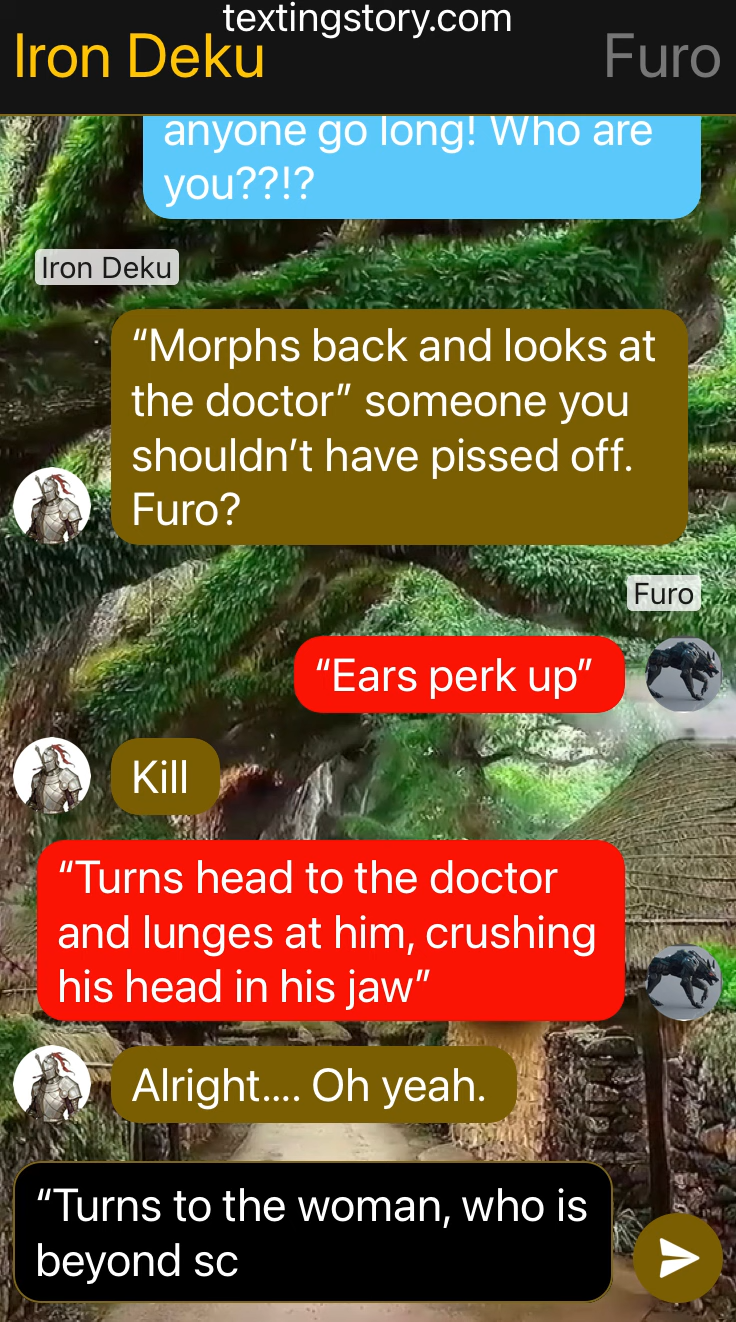 textingstory.com
Iron Deku
Furo
anyone go long! Who are
you??!?
Iron Deku
“Morphs back and looks at
the doctor” someone you
shouldn’t have pissed off.
Furo?
Furo
“Ears perk up”
Kill
“Turns head to the doctor
and lunges at him, crushing
his head in his jaw”
Alright.... Oh yeah.
“Turns to the woman, who is
beyond sc